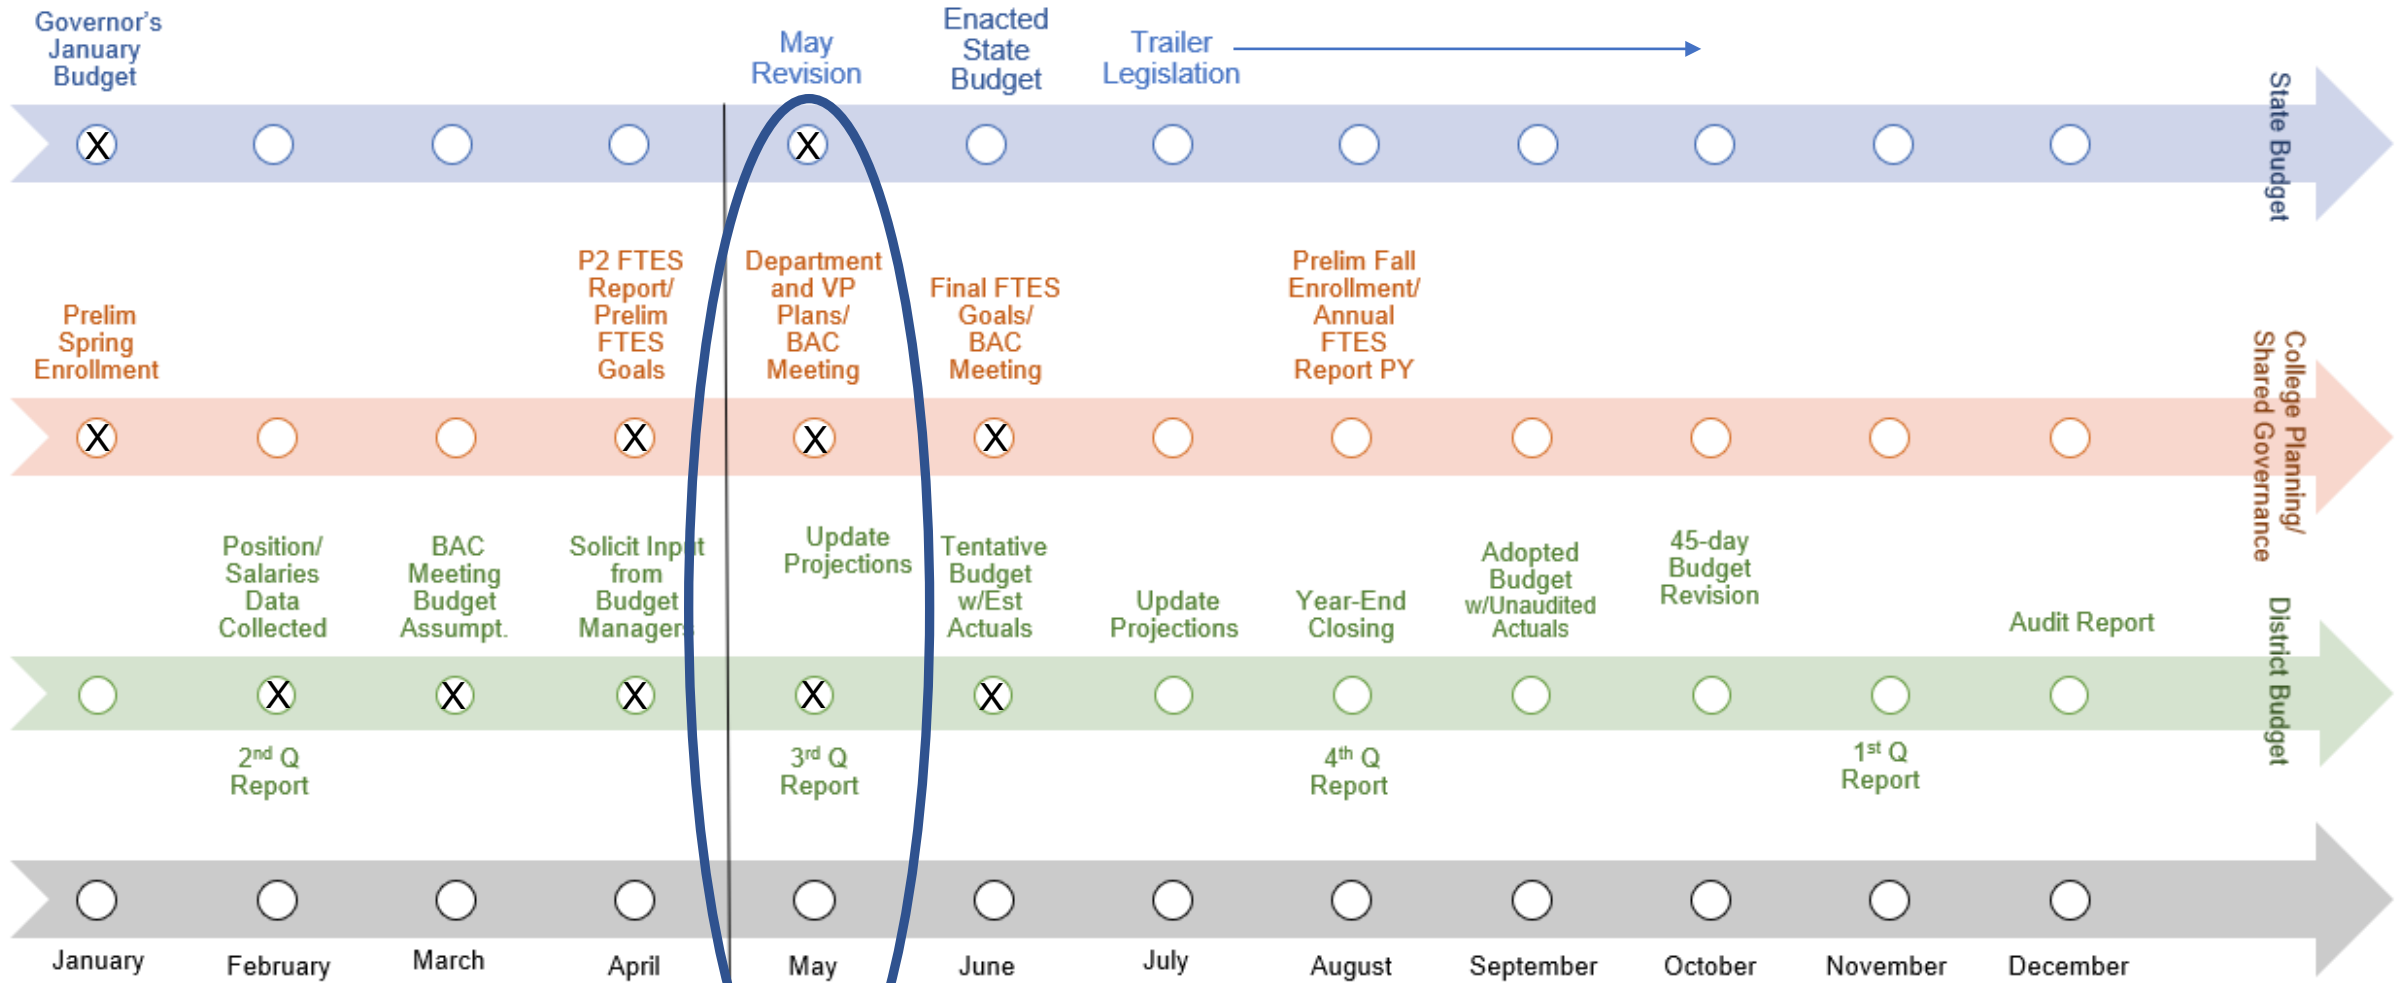 Governor's
January
Budget
May
Revision
Enacted
State
Budget
Trailer
Legislation
X
X
State Budget
Prelim
Spring
Enrollment
P2 FTES
Report/
Prelim
FTES
Goals
Department
and VP
Plans/
BAC
Meeting
Final FTES
Goals/
BAC
Meeting
Prelim Fall
Enrollment/
Annual
FTES
Report PY
X
X
X
X
College Planning/
Shared Governance
Position/
Salaries
Data
Collected
BAC
Meeting
Budget
Assumpt.
Solicit Input
from
Budget
Managers
Update
Projections
Tentative
Budget
w/Est
Actuals
Update
Projections
Year-End
Closing
Adopted
Budget
w/Unaudited
Actuals
45-day
Budget
Revision
Audit Report
X
X
X
X
X
District Budget
2nd Q
Report
3rd Q
Report
4th Q
Report
1st Q
Report
January
February
March
April
May
June
July
August
September
October
November
December